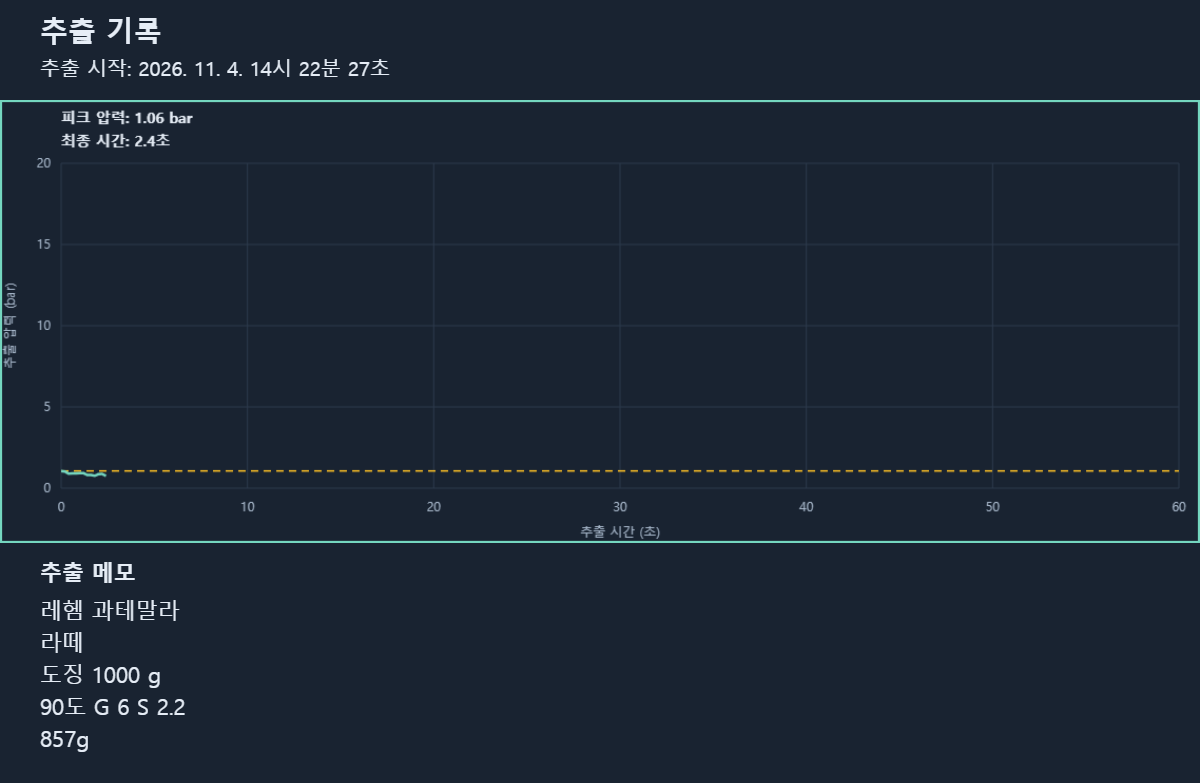 추출 기록
추출 시작: 2026. 11. 4. 14시 22분 27초
피크 압력: 1.06 bar
최종 시간: 2.4초
20
15
10
5
0
추출 압력 (bar)
0 10 20 30 40 50 60
추출 시간 (초)
추출 메모
레헴 과테말라
라떼
도징 1000 g
90도 G 6 S 2.2
857g